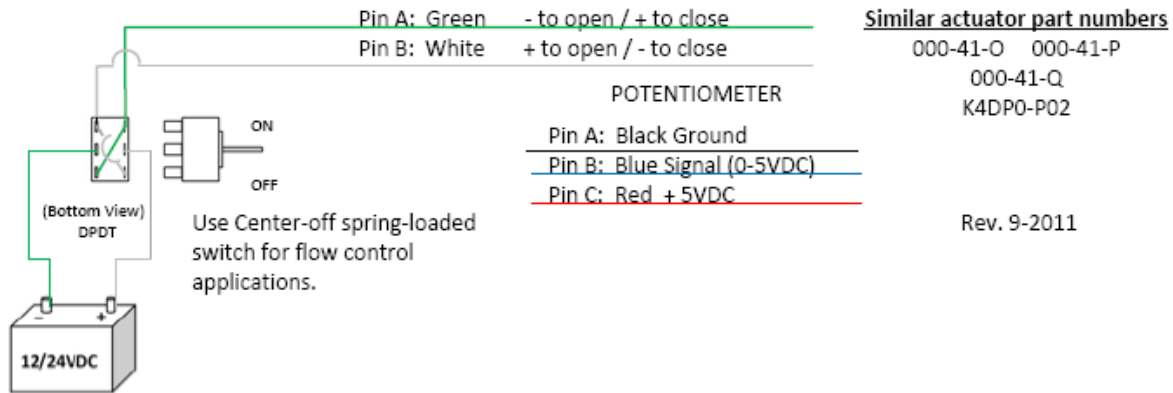 Pin A: Green - to open / + to close
Pin B: White + to open / - to close
Similar actuator part numbers
000-41-O 000-41-P
000-41-Q
K4DP0-P02
POTENTIOMETER
Pin A: Black Ground
Pin B: Blue Signal (0-5VDC)
Pin C: Red + 5VDC
Rev. 9-2011
ON
OFF
(Bottom View)
DPDT
Use Center-off spring-loaded
switch for flow control
applications.
- +
12/24VDC